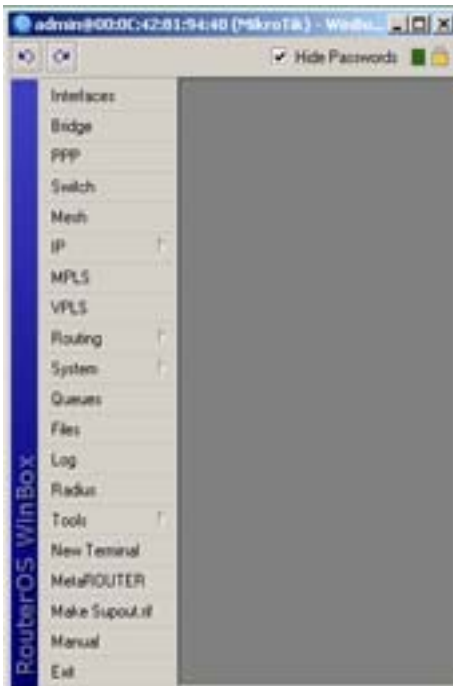 admin@00:0C:42:81:94:40 (MikroTik) - WinBo...
Hide Passwords
Interfaces
Bridge
PPP
Switch
Mesh
IP
MPLS
VPLS
Routing
System
Queues
Files
Log
Radius
Tools
New Terminal
MetaROUTER
Make Supout.rif
Manual
Exit
RouterOS WinBox